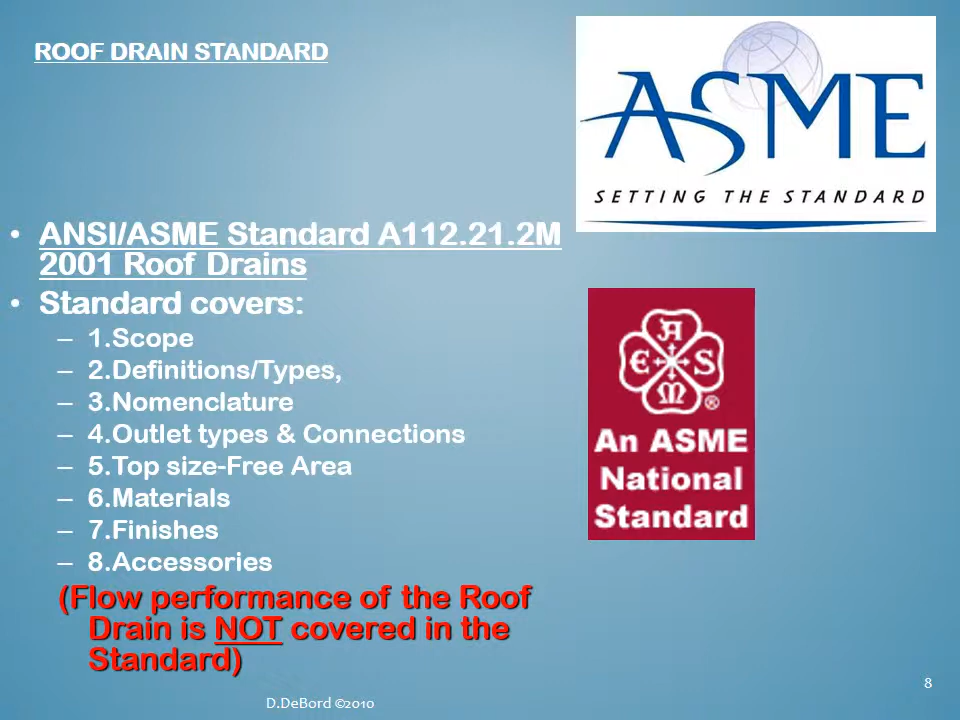 ROOF DRAIN STANDARD
ASME
SETTING THE STANDARD
• ANSI/ASME Standard A112.21.2M
2001 Roof Drains
• Standard covers:
– 1.Scope
– 2.Definitions/Types,
– 3.Nomenclature
– 4.Outlet types & Connections
– 5.Top size-Free Area
– 6.Materials
– 7.Finishes
– 8.Accessories
(Flow performance of the Roof
Drain is NOT covered in the
Standard)
A
E S
M ®
An ASME
National
Standard
8
D.DeBord ©2010